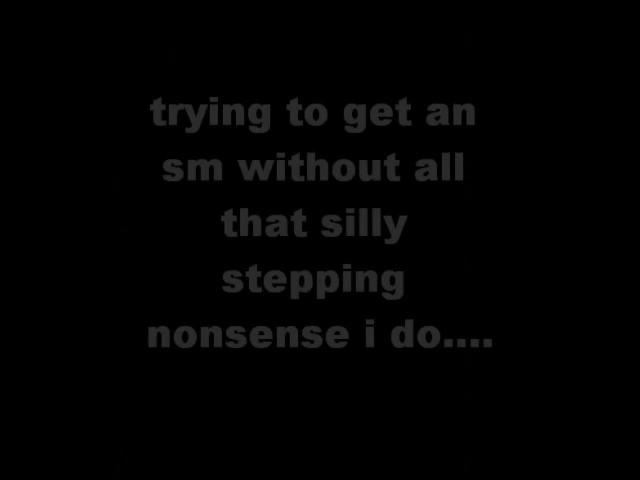 trying to get an
sm without all
that silly
stepping
nonsense i do....